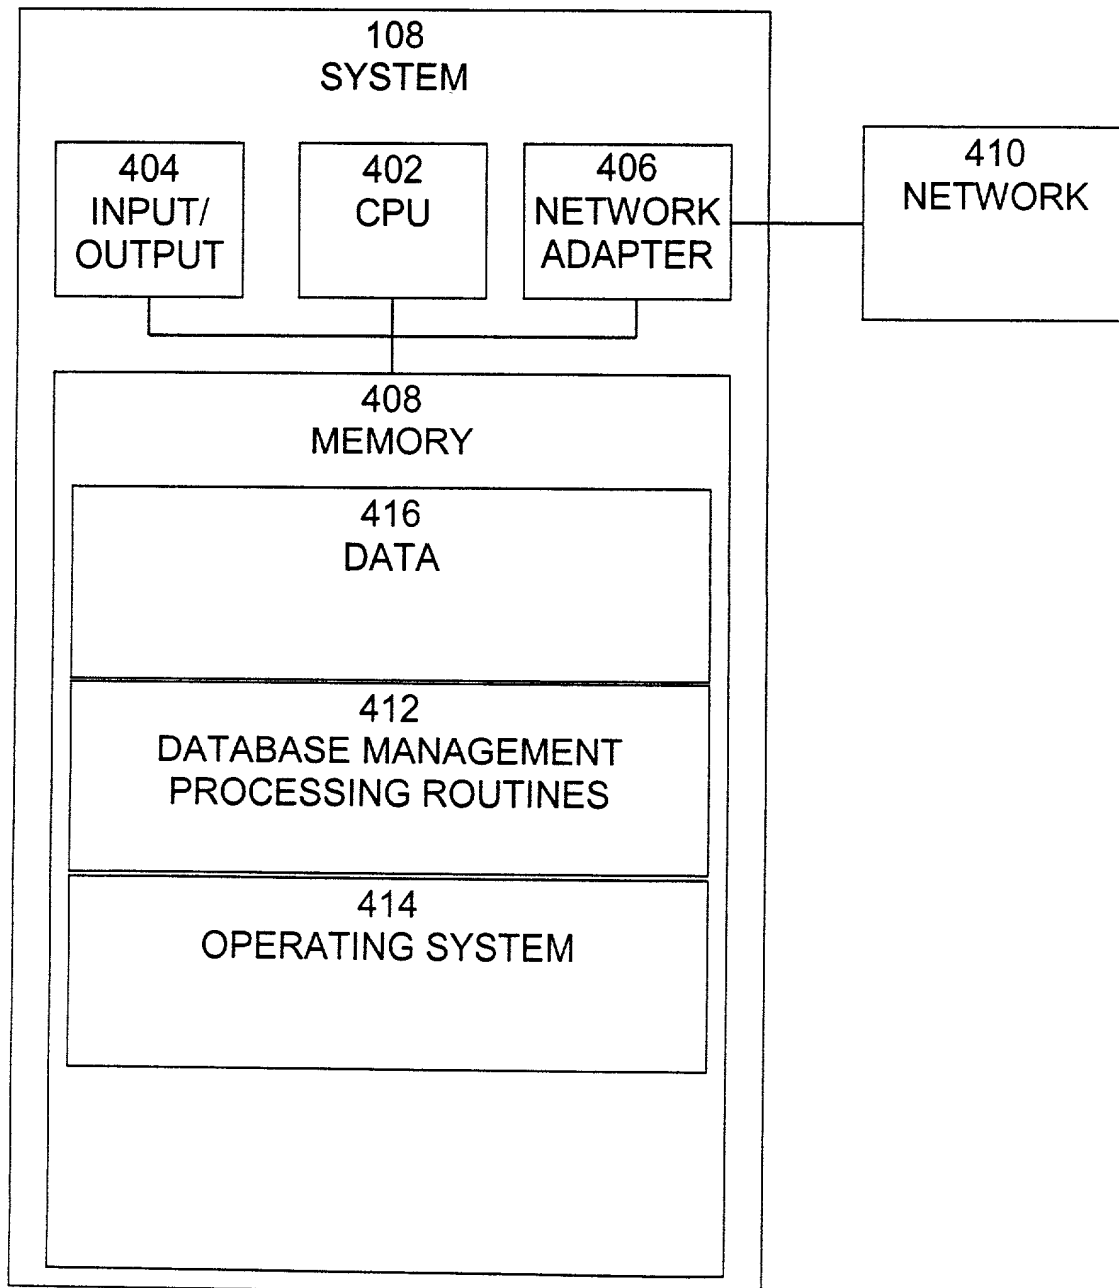 108
SYSTEM
404
INPUT/
OUTPUT
402
CPU
406
NETWORK
ADAPTER
410
NETWORK
408
MEMORY
416
DATA
412
DATABASE MANAGEMENT
PROCESSING ROUTINES
414
OPERATING SYSTEM